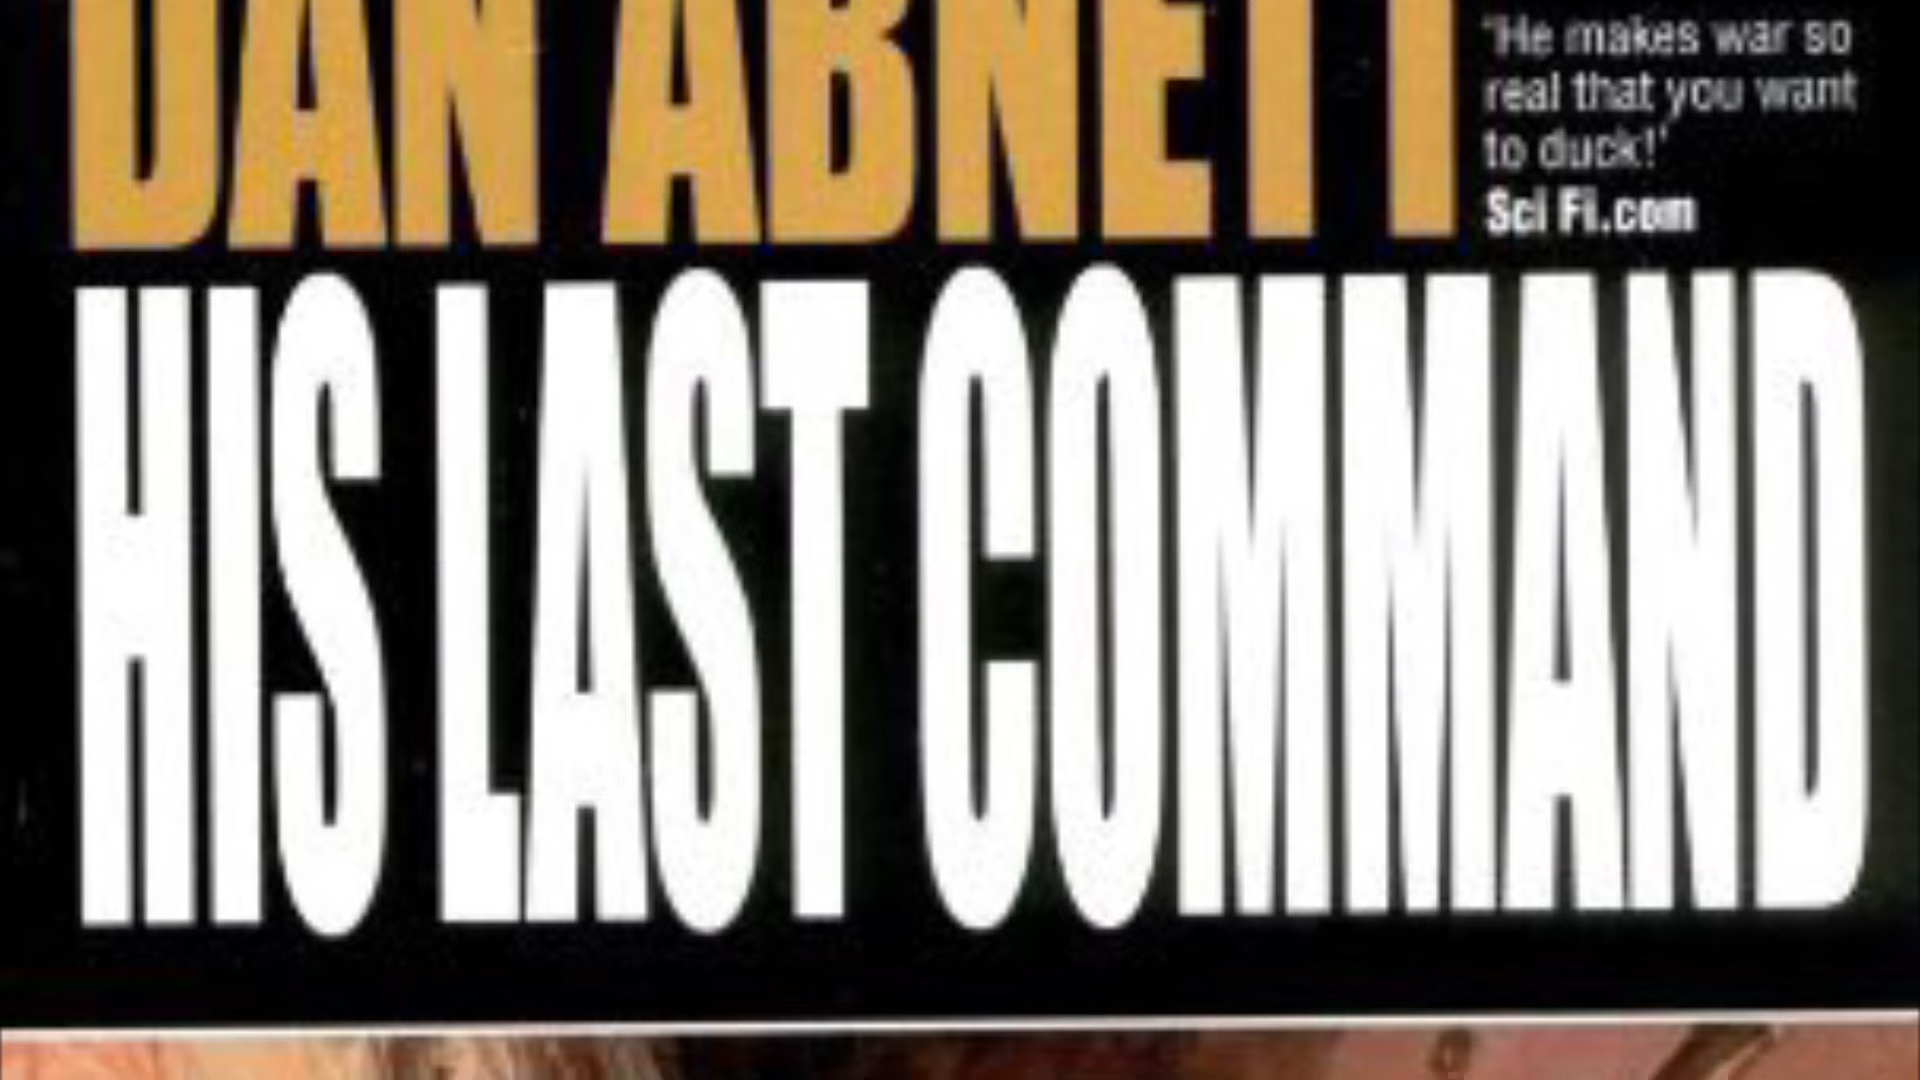 DAN ABNETT
'He makes war so
real that you want
to duck!'
Sci Fi.com
HIS LAST COMMAND